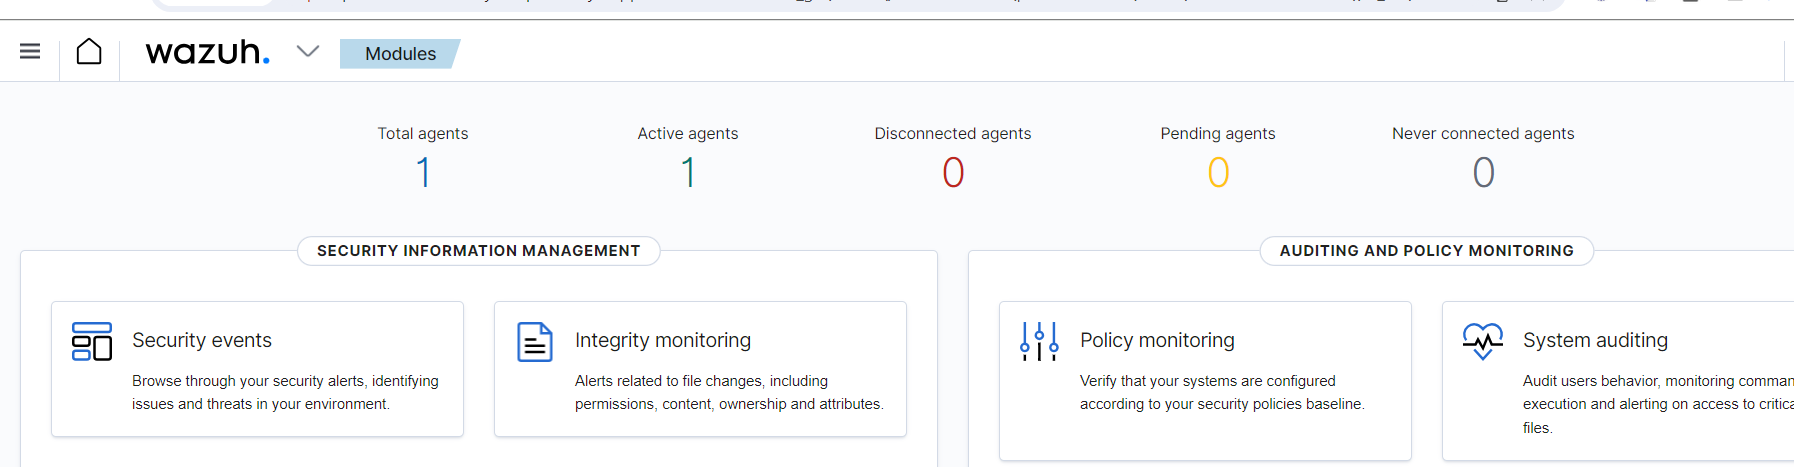 wazuh.
Modules
Total agents
1
Active agents
1
Disconnected agents
0
Pending agents
0
Never connected agents
0
SECURITY INFORMATION MANAGEMENT
Security events
Browse through your security alerts, identifying
issues and threats in your environment.
Integrity monitoring
Alerts related to file changes, including
permissions, content, ownership and attributes.
AUDITING AND POLICY MONITORING
Policy monitoring
Verify that your systems are configured
according to your security policies baseline.
System auditing
Audit users behavior, monitoring
execution and alerting on access to
files.